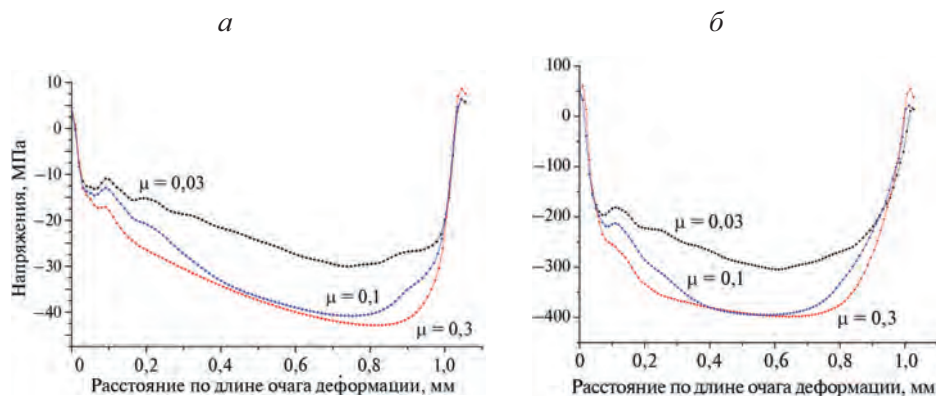 а
б
10
0
−10
−20
−30
−40
Напряжения, МПа
μ = 0,03
μ = 0,1
μ = 0,3
0
0,2
0,4
0,6
0,8
1,0
Расстояние по длине очага деформации, мм
100
0
−100
−200
−300
−400
μ = 0,03
μ = 0,1
μ = 0,3
0
0,2
0,4
0,6
0,8
1,0
Расстояние по длине очага деформации, мм